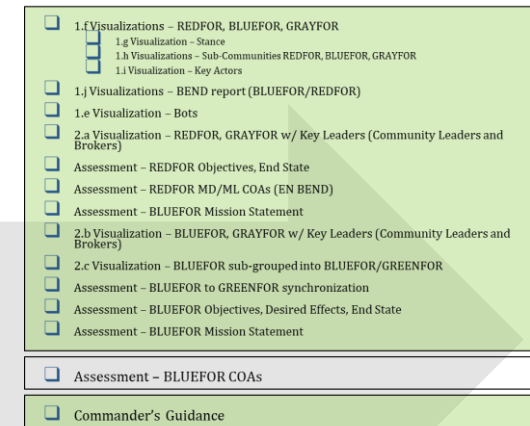 1.f Visualizations – REDFOR, BLUEFOR, GRAYFOR
1.g Visualization – Stance
1.h Visualizations – Sub-Communities REDFOR, BLUEFOR, GRAYFOR
1.i Visualization – Key Actors
1.j Visualizations – BEND report (BLUEFOR/REDFOR)
1.e Visualization – Bots
2.a Visualization – REDFOR, GRAYFOR w/ Key Leaders (Community Leaders and
Brokers)
Assessment – REDFOR Objectives, End State
Assessment – REDFOR MD/ML COAs (EN BEND)
Assessment – BLUEFOR Mission Statement
2.b Visualization – BLUEFOR, GRAYFOR w/ Key Leaders (Community Leaders and
Brokers)
2.c Visualization – BLUEFOR sub-grouped into BLUEFOR/GREENFOR
Assessment – BLUEFOR to GREENFOR synchronization
Assessment – BLUEFOR Objectives, Desired Effects, End State
Assessment – BLUEFOR Mission Statement
Assessment – BLUEFOR COAs
Commander's Guidance